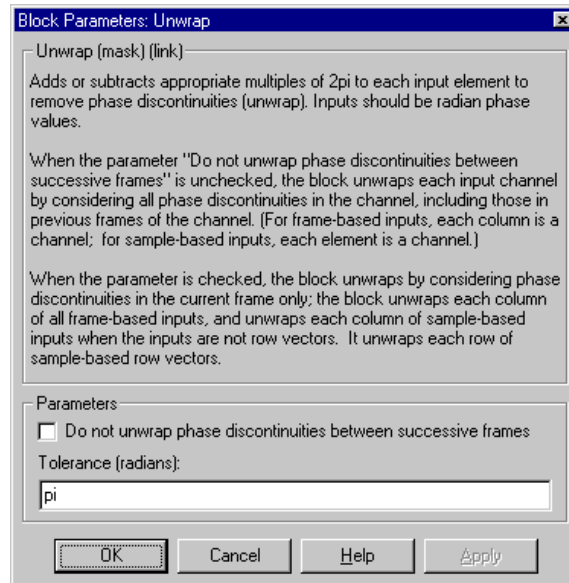 Block Parameters: Unwrap
Unwrap (mask) (link)
Adds or subtracts appropriate multiples of 2pi to each input element to
remove phase discontinuities (unwrap). Inputs should be radian phase
values.
When the parameter "Do not unwrap phase discontinuities between
successive frames" is unchecked, the block unwraps each input channel
by considering all phase discontinuities in the channel, including those in
previous frames of the channel. (For frame-based inputs, each column is a
channel; for sample-based inputs, each element is a channel.)
When the parameter is checked, the block unwraps by considering phase
discontinuities in the current frame only; the block unwraps each column
of all frame-based inputs, and unwraps each column of sample-based
inputs when the inputs are not row vectors. It unwraps each row of
sample-based row vectors.
Parameters
Do not unwrap phase discontinuities between successive frames
Tolerance (radians):
pi
OK Cancel Help Apply